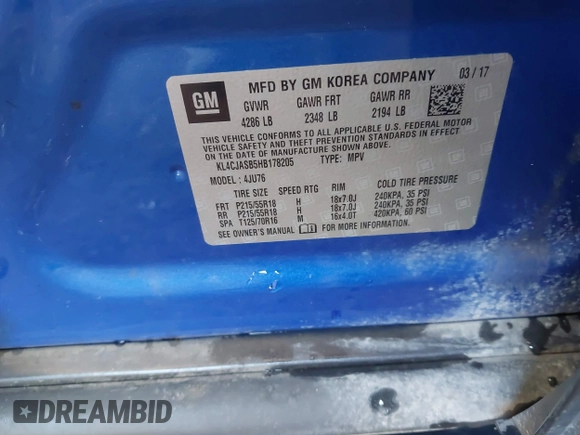 GM
MFD BY GM KOREA COMPANY 03/17
GVWR GAWR FRT GAWR RR
4286 LB 2348 LB 2194 LB
THIS VEHICLE CONFORMS TO ALL APPLICABLE U.S. FEDERAL MOTOR
VEHICLE SAFETY AND THEFT PREVENTION STANDARDS IN EFFECT
ON THE DATE OF MANUFACTURE SHOWN ABOVE.
KL4CJASB5HB178205 TYPE: MPV
MODEL: 4JU76
TIRE SIZE SPEED RTG RIM COLD TIRE PRESSURE
FRT P215/55R18 H 18x7.0J 240KPA, 35 PSI
RR P215/55R18 H 18x7.0J 240KPA, 35 PSI
SPA T125/70R16 M 16x4.0T 420KPA, 60 PSI
SEE OWNER'S MANUAL FOR MORE INFORMATION
DREAMBID